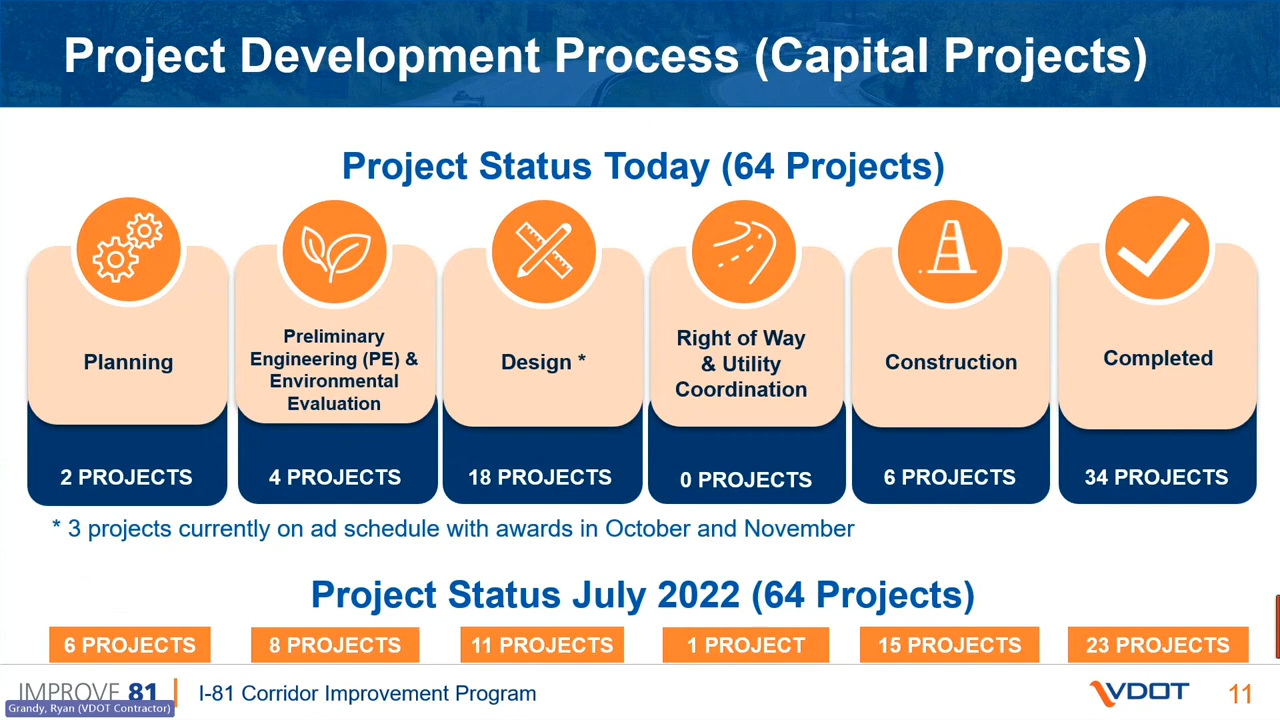 Project Development Process (Capital Projects)
Project Status Today (64 Projects)
Planning
2 PROJECTS
Preliminary
Engineering (PE) &
Environmental
Evaluation
4 PROJECTS
Design *
18 PROJECTS
Right of Way
& Utility
Coordination
0 PROJECTS
Construction
6 PROJECTS
Completed
34 PROJECTS
* 3 projects currently on ad schedule with awards in October and November
Project Status July 2022 (64 Projects)
6 PROJECTS
8 PROJECTS
11 PROJECTS
1 PROJECT
15 PROJECTS
23 PROJECTS
IMPROVE 81
I-81 Corridor Improvement Program
VDOT
11
Grandy, Ryan (VDOT Contractor)